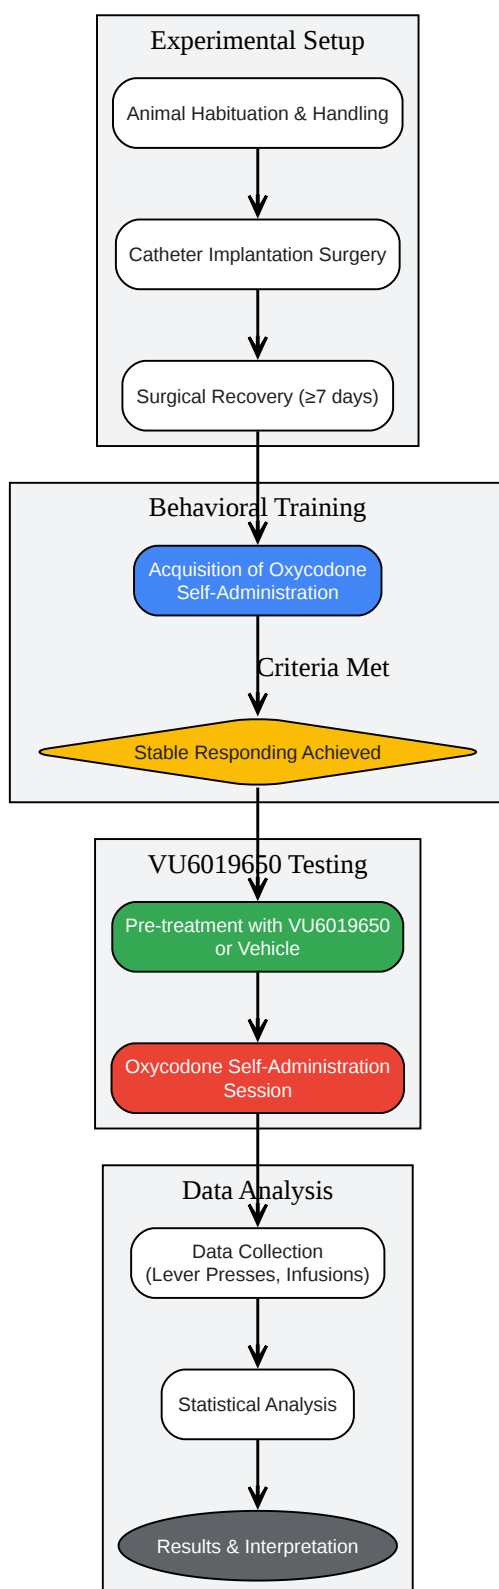 Experimental Setup
Animal Habituation & Handling
Catheter Implantation Surgery
Surgical Recovery (≥7 days)
Behavioral Training
Acquisition of Oxycodone
Self-Administration
Criteria Met
Stable Responding Achieved
VU6019650 Testing
Pre-treatment with VU6019650
or Vehicle
Oxycodone Self-Administration
Session
Data Analysis
Data Collection
(Lever Presses, Infusions)
Statistical Analysis
Results & Interpretation